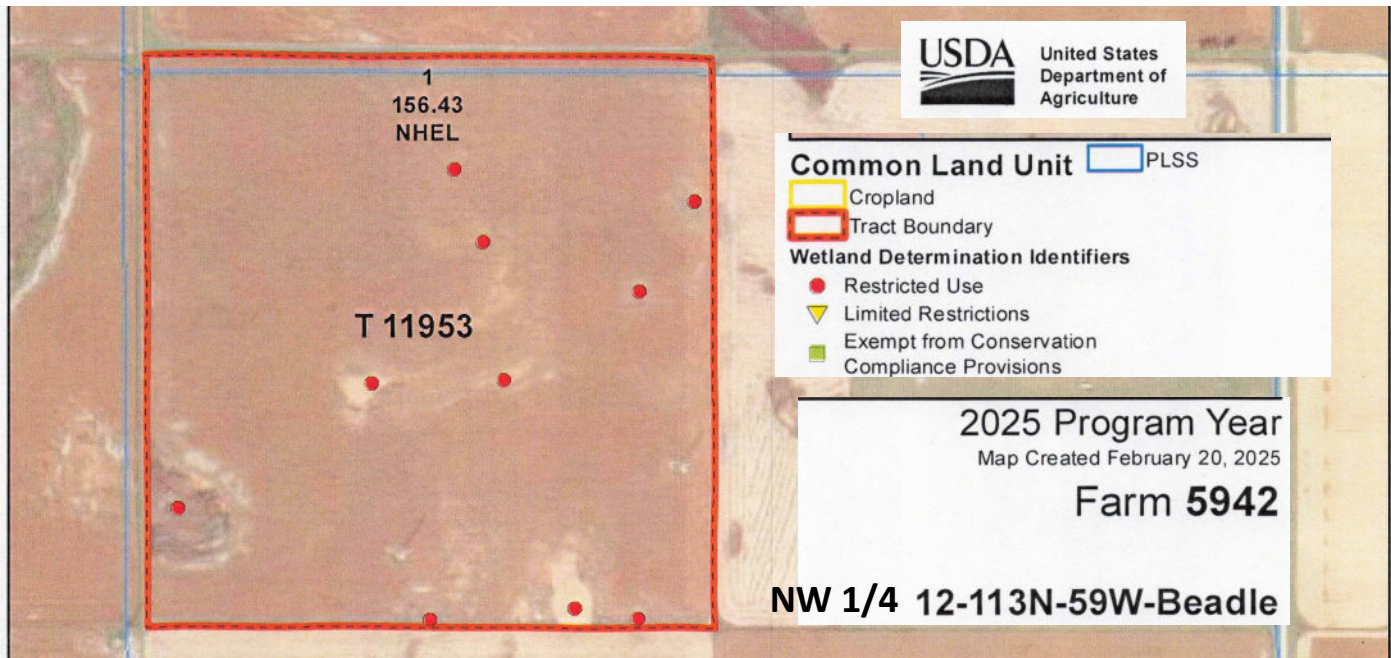 1
156.43
NHEL
T 11953
USDA
United States
Department of
Agriculture
Common Land Unit
PLSS
Cropland
Tract Boundary
Wetland Determination Identifiers
Restricted Use
Limited Restrictions
Exempt from Conservation
Compliance Provisions
2025 Program Year
Map Created February 20, 2025
Farm 5942
NW 1/4 12-113N-59W-Beadle